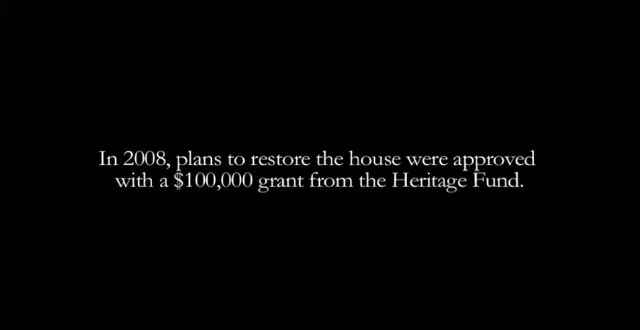 In 2008, plans to restore the house were approved
with a $100,000 grant from the Heritage Fund.